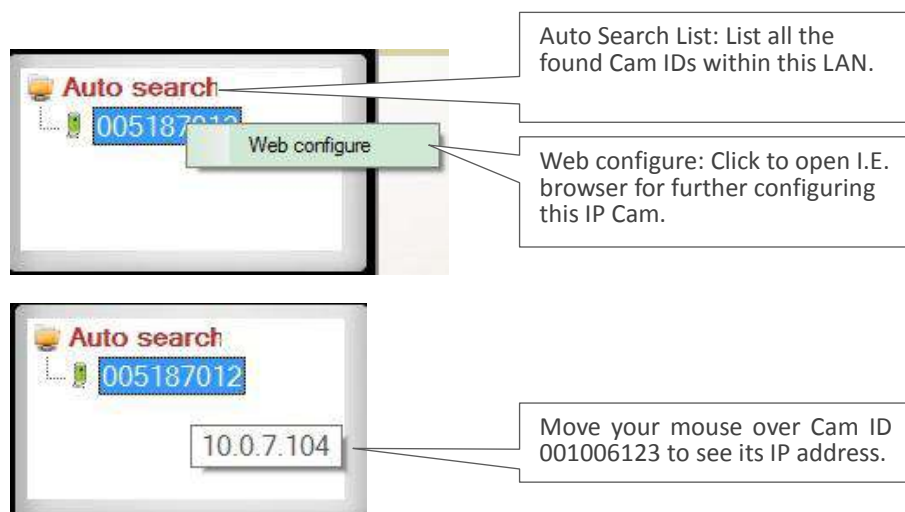 Auto Search List: List all the
found Cam IDs within this LAN.
Auto search
005187012
Web configure
Web configure: Click to open I.E.
browser for further configuring
this IP Cam.
Auto search
005187012
10.0.7.104
Move your mouse over Cam ID
001006123 to see its IP address.